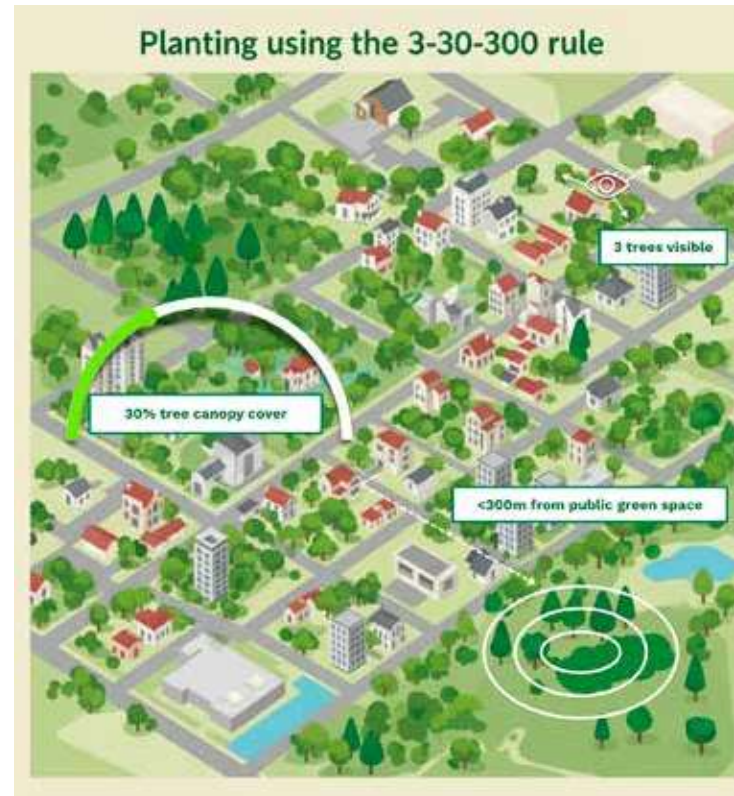 Planting using the 3-30-300 rule
3 trees visible
30% tree canopy cover
<300m from public green space